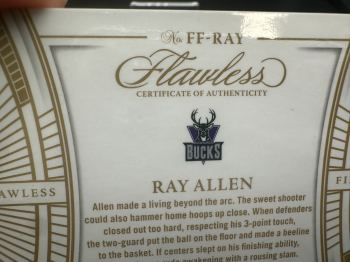 No. FF-RAY
Flawless
CERTIFICATE OF AUTHENTICITY
BUCKS
RAY ALLEN
AWLESS
FI
Allen made a living beyond the arc. The sweet shooter
could also hammer home hoops up close. When defenders
closed out too hard, respecting his 3-point touch,
the two-guard put the ball on the floor and made a beeline
to the basket. If centers slept on his finishing ability,
awakening with a rousing slam.